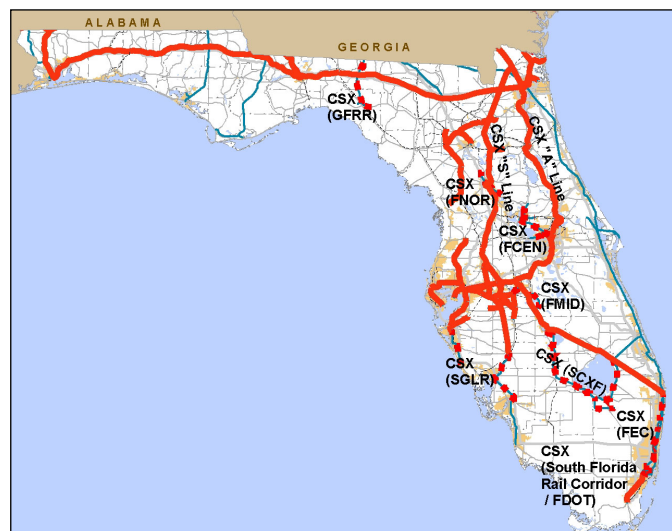 ALABAMA
GEORGIA
CSX
(GFRR)
CSX "S" Line
CSX "A" Line
CSX
(FNOR)
CSX
(FCEN)
CSX
(FMID)
CSX (SCXF)
CSX
(SGLR)
CSX
(FEC)
CSX
(South Florida
Rail Corridor
/ FDOT)